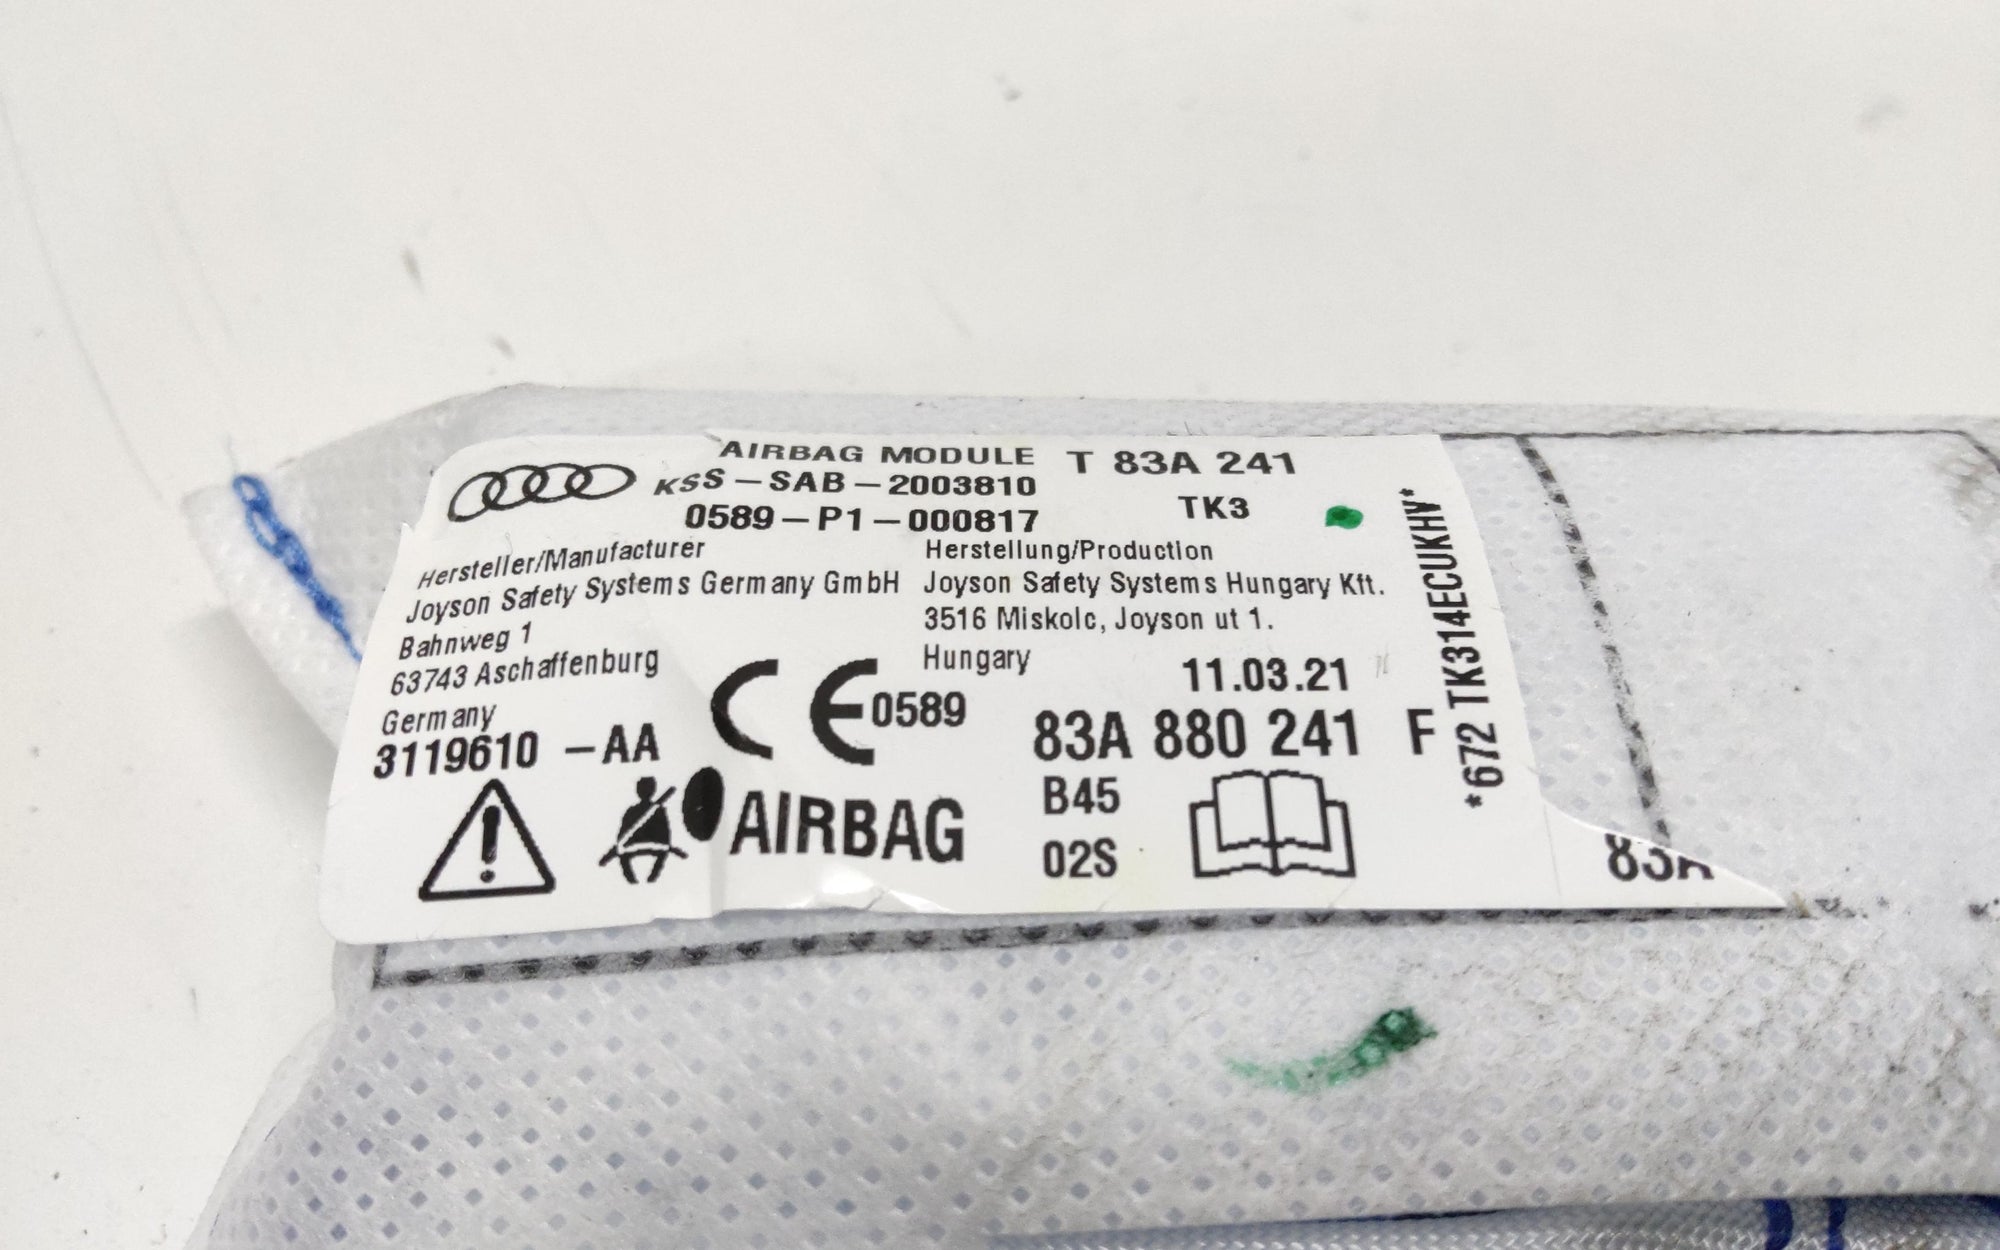 AIRBAG MODULE T 83A 241
KSS-SAB-2003810
TK3
0589-P1-000817
Hersteller/Manufacturer
Joyson Safety Systems Germany GmbH
Bahnweg 1
63743 Aschaffenburg
Germany
3119610 -AA
Herstellung/Production
Joyson Safety Systems Hungary Kft.
3516 Miskolc, Joyson ut 1.
Hungary
11.03.21
CE 0589
83A 880 241 F
AIRBAG
B45
02S
*672 TK314ECUKHV*
83A